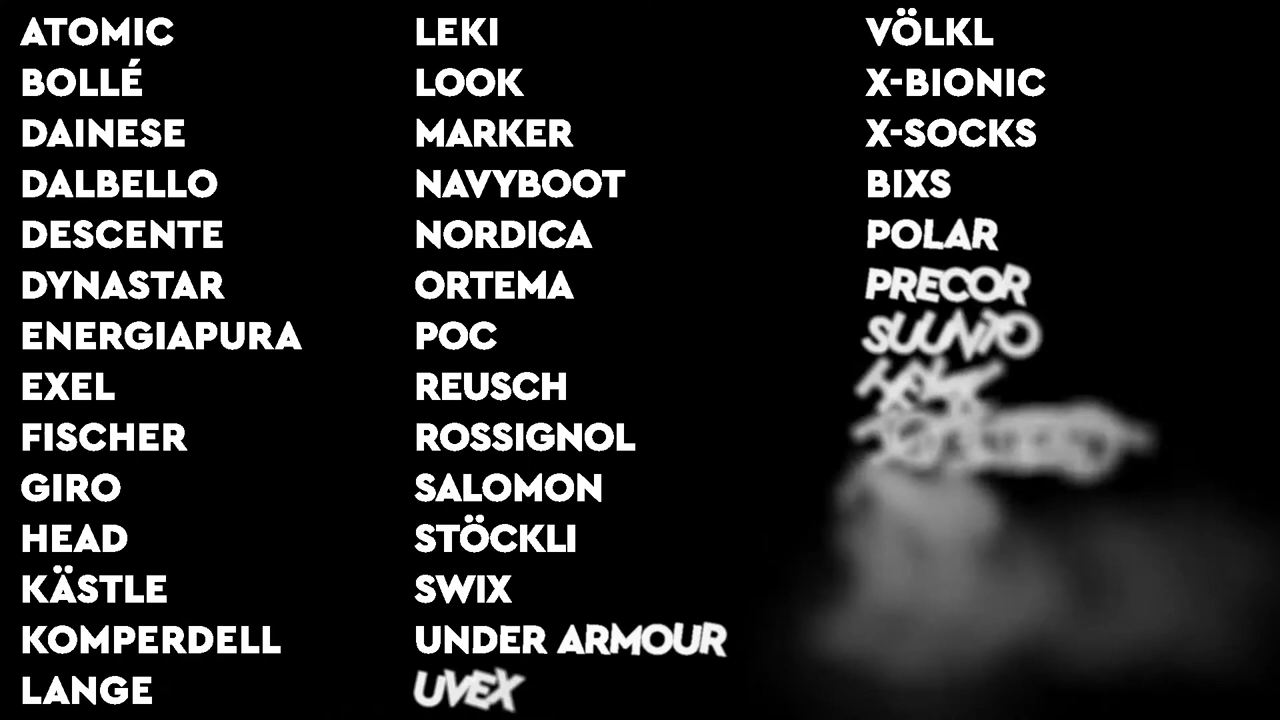 ATOMIC
BOLLÉ
DAINESE
DALBELLO
DESCENTE
DYNASTAR
ENERGIAPURA
EXEL
FISCHER
GIRO
HEAD
KÄSTLE
KOMPERDELL
LANGE
LEKI
LOOK
MARKER
NAVYBOOT
NORDICA
ORTEMA
POC
REUSCH
ROSSIGNOL
SALOMON
STÖCKLI
SWIX
UNDER ARMOUR
UVEX
VÖLKL
X-BIONIC
X-SOCKS
BIXS
POLAR
PRECOR
SUUNTO